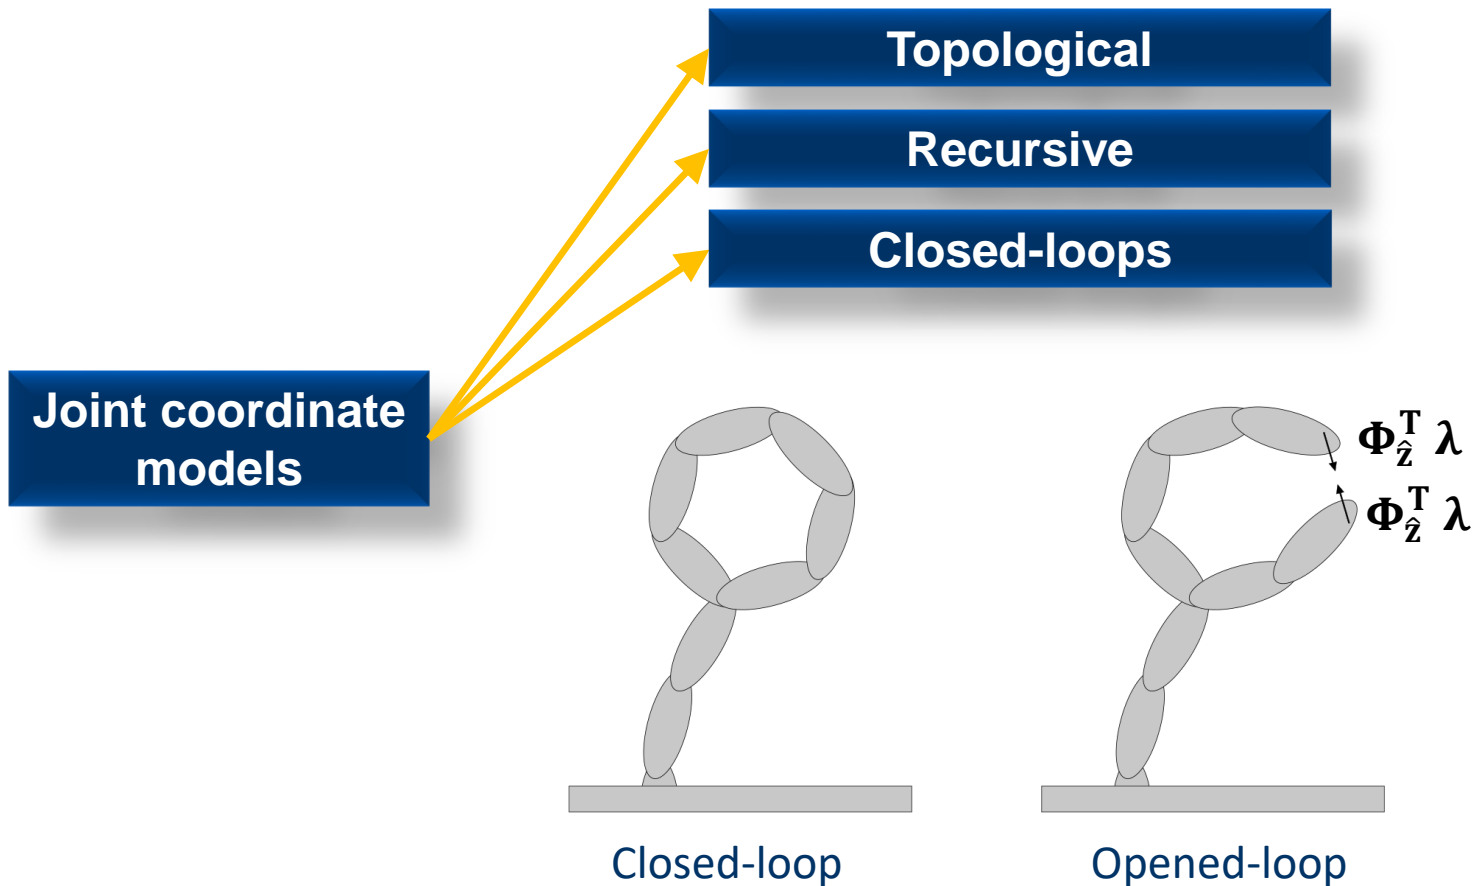 Topological
Recursive
Closed-loops
Joint coordinate
models
Φ_ẑ^T λ
Φ_ẑ^T λ
Closed-loop
Opened-loop